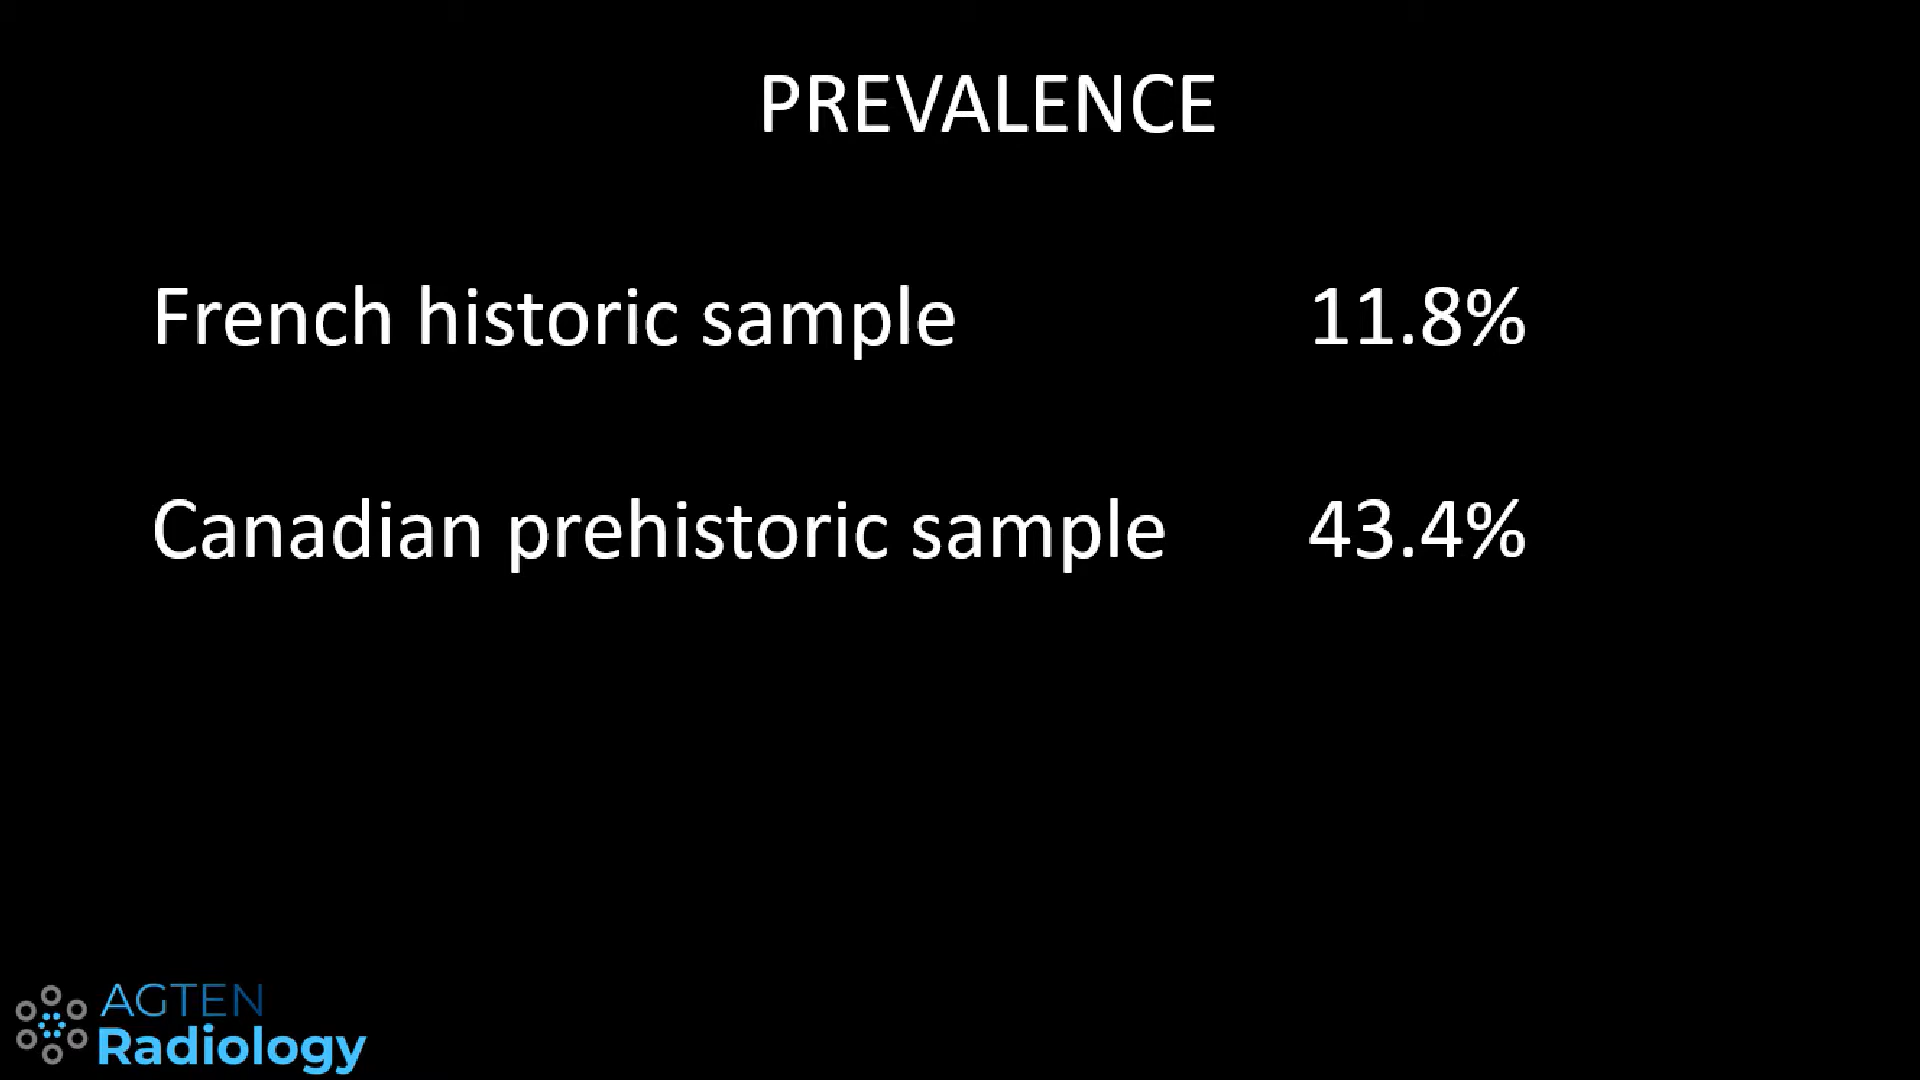 PREVALENCE
French historic sample 11.8%
Canadian prehistoric sample 43.4%
AGTEN
Radiology